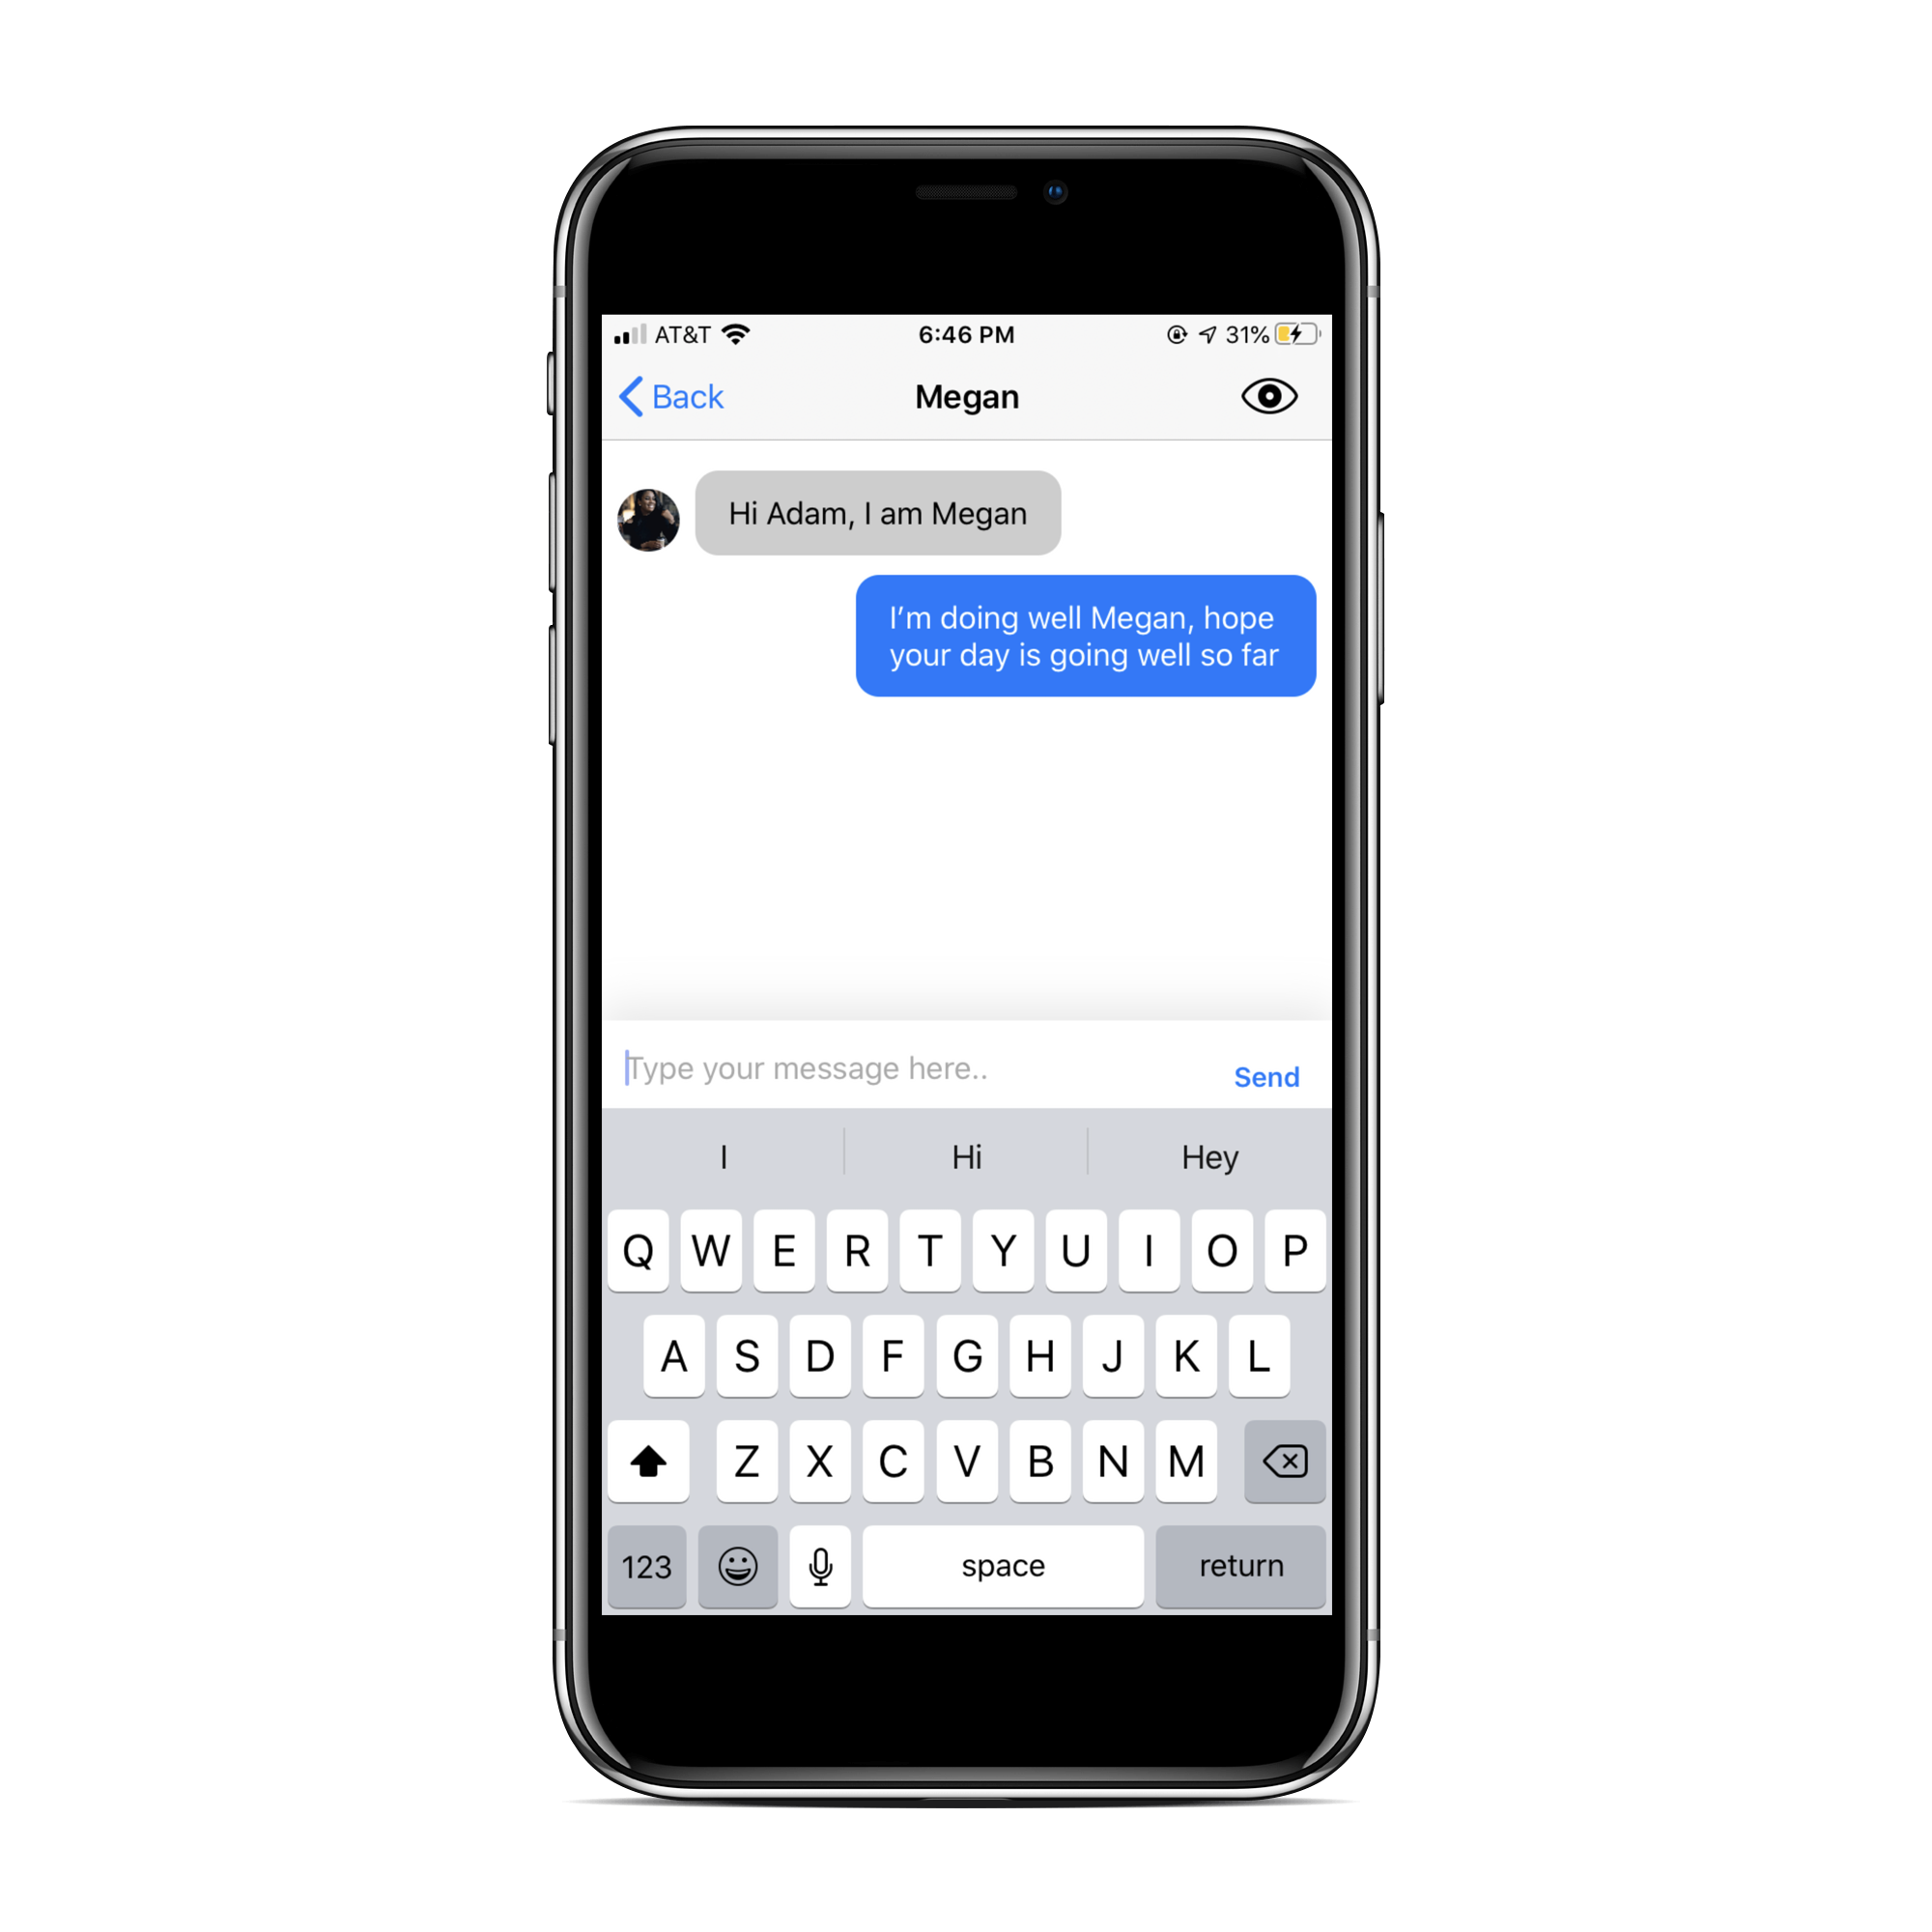 AT&T 6:46 PM 31%
Back Megan
Hi Adam, I am Megan
I'm doing well Megan, hope
your day is going well so far
Type your message here..
Send
I Hi Hey
Q W E R T Y U I O P
A S D F G H J K L
Z X C V B N M
123 space return